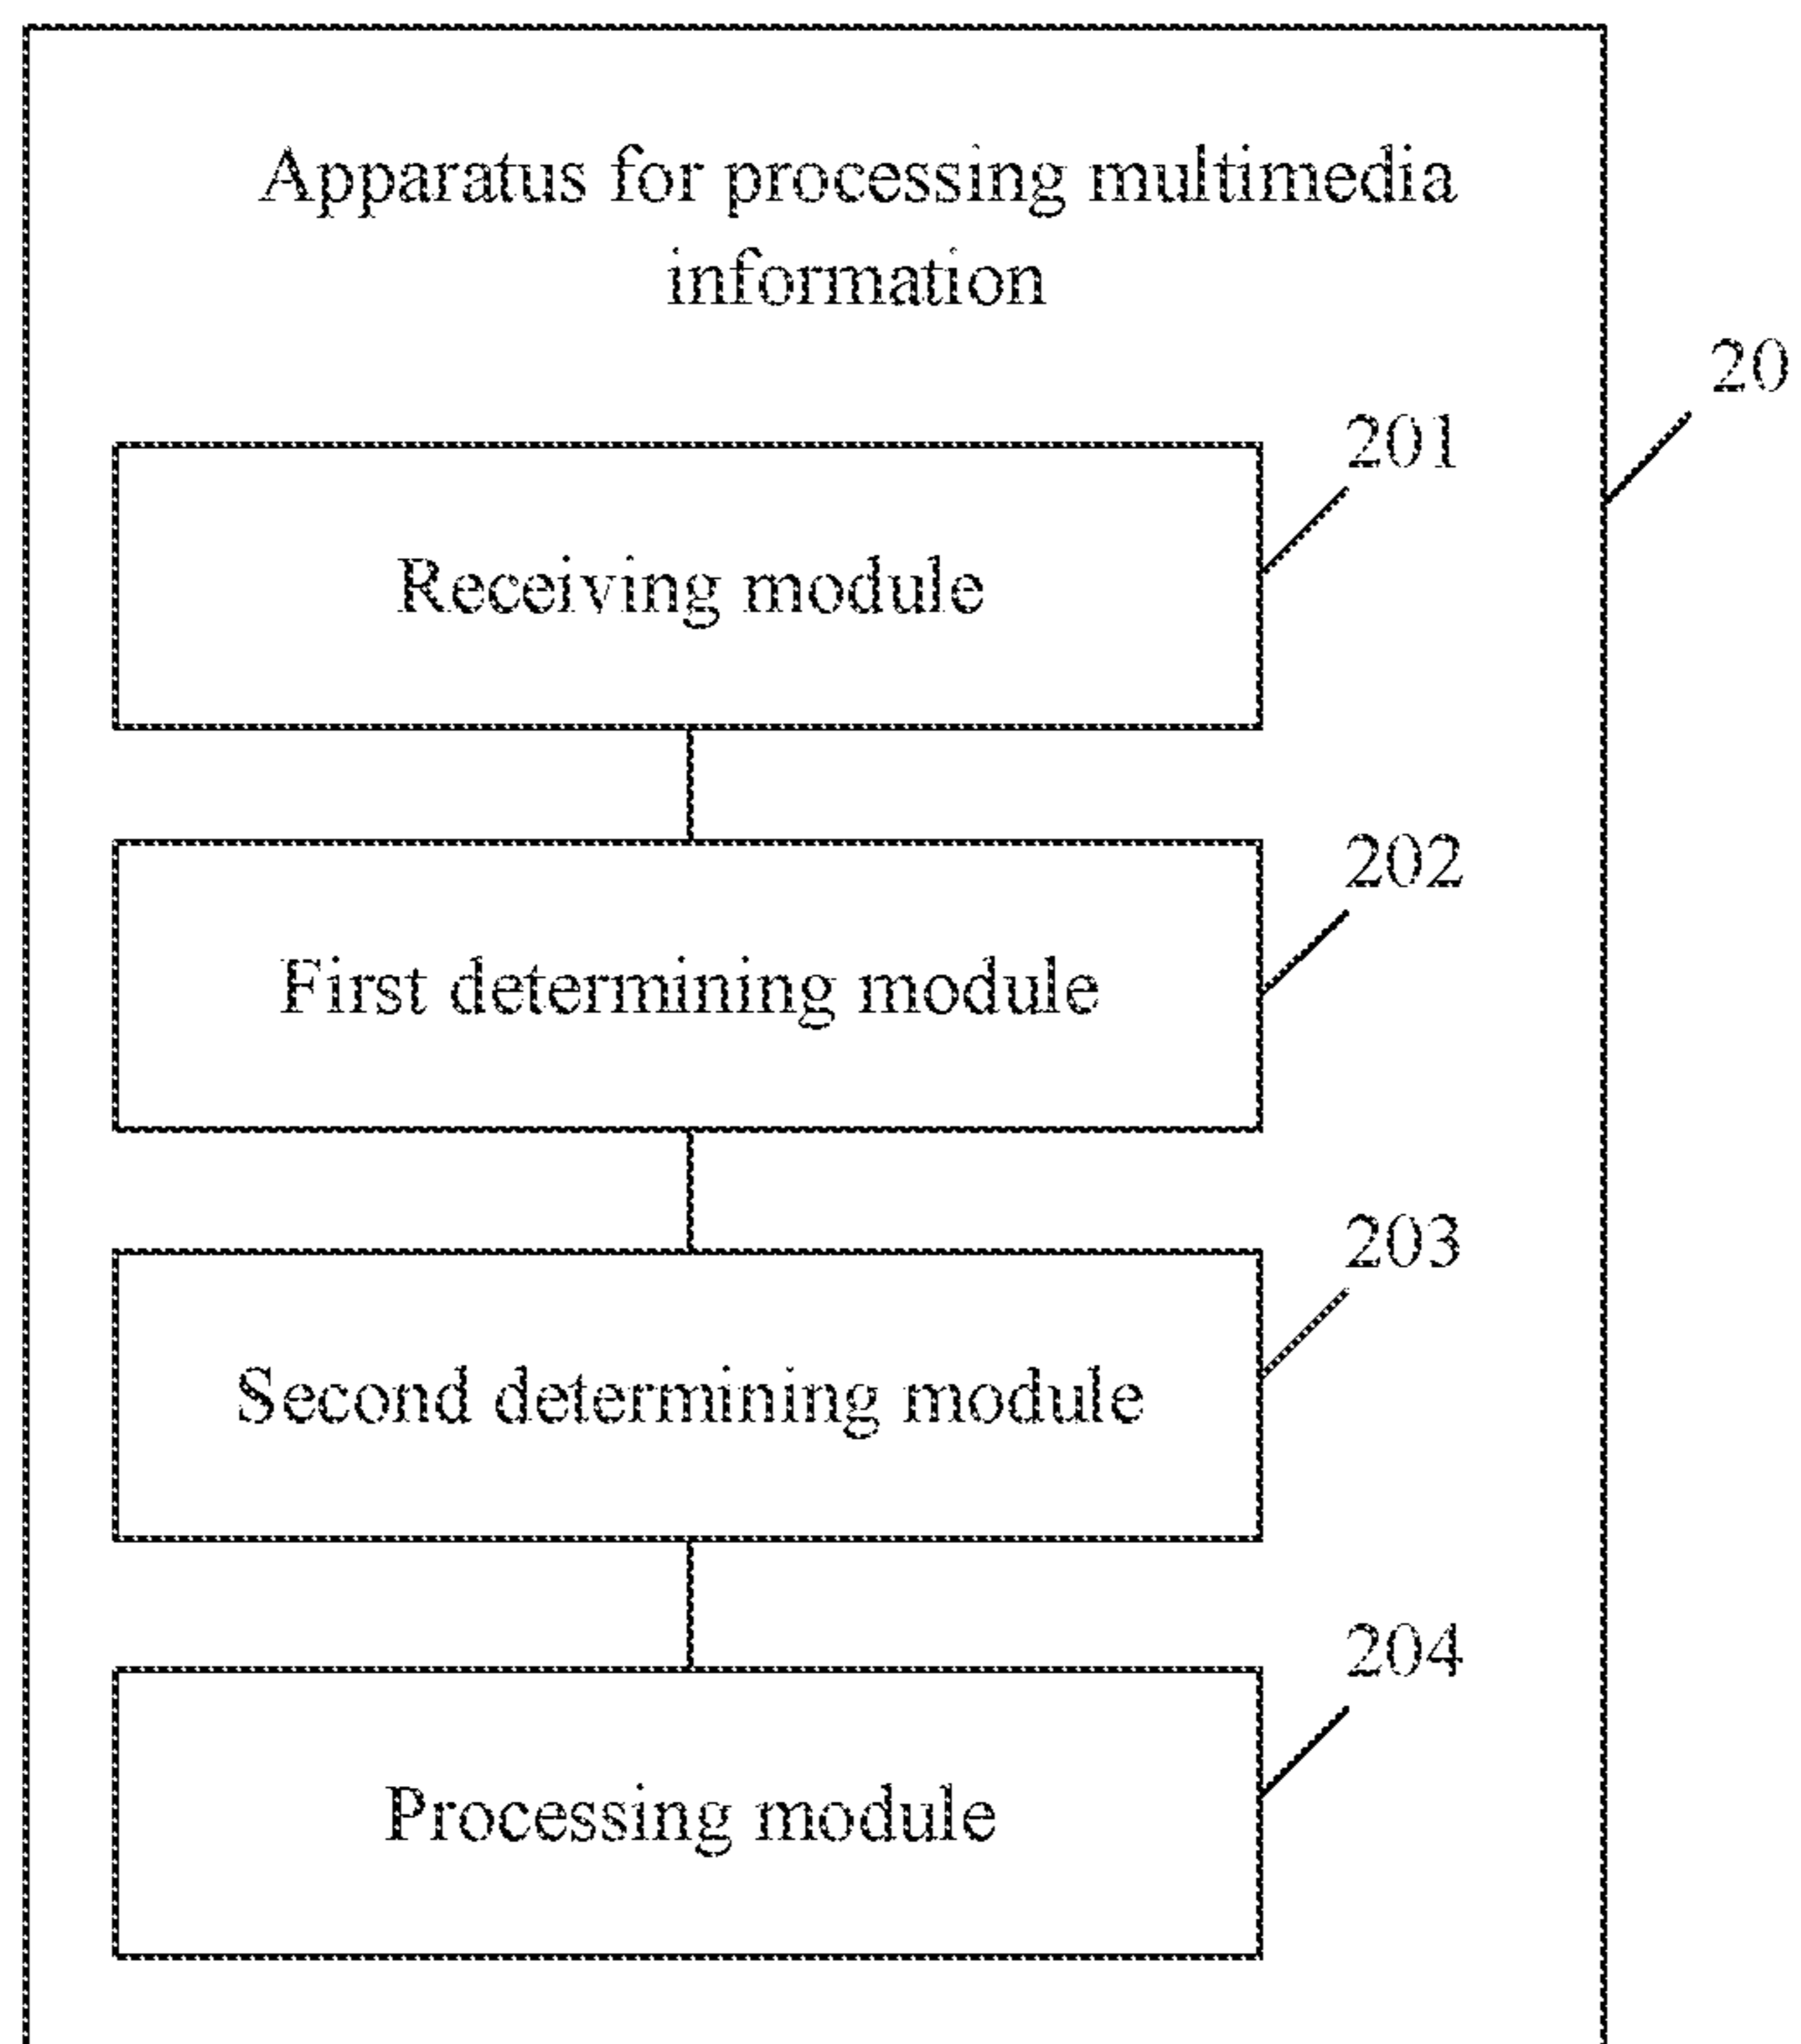 Apparatus for processing multimedia
information
20
201
Receiving module
202
First determining module
203
Second determining module
204
Processing module